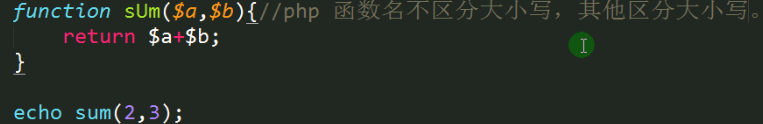 function sUm($a,$b){//php 函数名不区分大小写，其他区分大小写。
    return $a+$b;
}
echo sum(2,3);